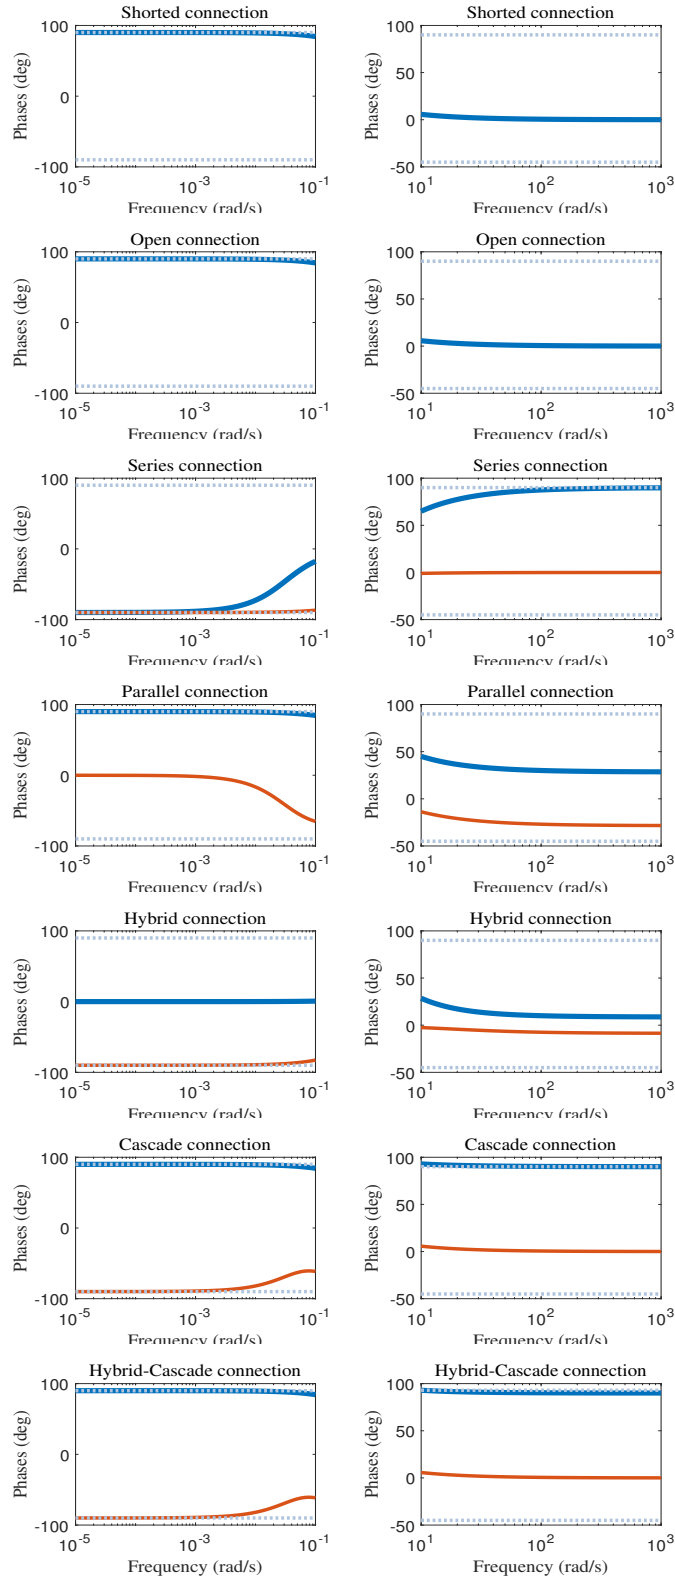 Shorted connection
Phases (deg)
100
0
-100
10^-5 10^-3 10^-1
Frequency (rad/s)
Shorted connection
Phases (deg)
100
50
0
-50
10^1 10^2 10^3
Frequency (rad/s)
Open connection
Phases (deg)
100
0
-100
10^-5 10^-3 10^-1
Frequency (rad/s)
Open connection
Phases (deg)
100
50
0
-50
10^1 10^2 10^3
Frequency (rad/s)
Series connection
Phases (deg)
100
0
-100
10^-5 10^-3 10^-1
Frequency (rad/s)
Series connection
Phases (deg)
100
50
0
-50
10^1 10^2 10^3
Frequency (rad/s)
Parallel connection
Phases (deg)
100
0
-100
10^-5 10^-3 10^-1
Frequency (rad/s)
Parallel connection
Phases (deg)
100
50
0
-50
10^1 10^2 10^3
Frequency (rad/s)
Hybrid connection
Phases (deg)
100
0
-100
10^-5 10^-3 10^-1
Frequency (rad/s)
Hybrid connection
Phases (deg)
100
50
0
-50
10^1 10^2 10^3
Frequency (rad/s)
Cascade connection
Phases (deg)
100
0
-100
10^-5 10^-3 10^-1
Frequency (rad/s)
Cascade connection
Phases (deg)
100
50
0
-50
10^1 10^2 10^3
Frequency (rad/s)
Hybrid-Cascade connection
Phases (deg)
100
0
-100
10^-5 10^-3 10^-1
Frequency (rad/s)
Hybrid-Cascade connection
Phases (deg)
100
50
0
-50
10^1 10^2 10^3
Frequency (rad/s)